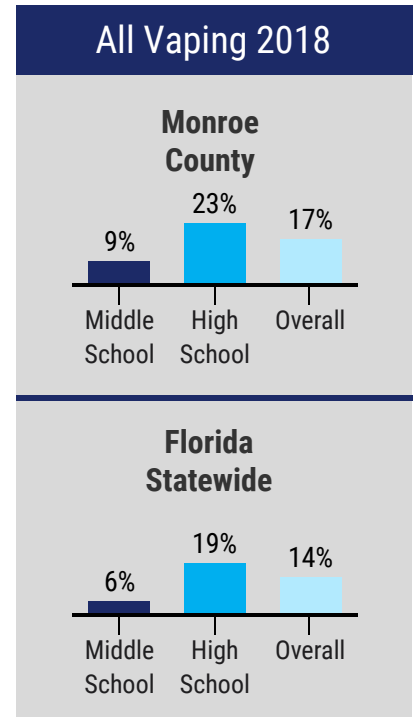 All Vaping 2018
Monroe
County
9%
23%
17%
Middle
School
High
School
Overall
Florida
Statewide
6%
19%
14%
Middle
School
High
School
Overall